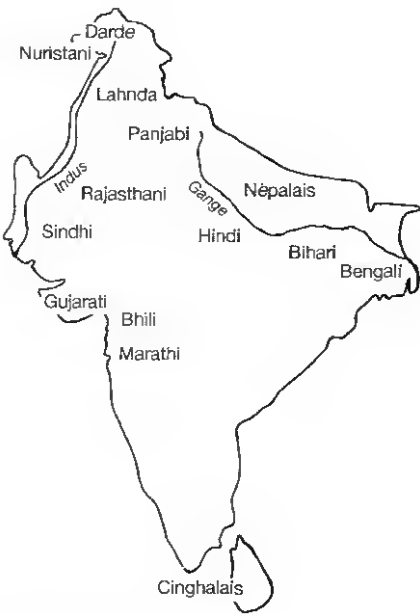 Darde
Nuristani
Lahnda
Panjabi
Indus
Rajasthani
Gange
Népalais
Sindhi
Hindi
Bihari
Bengali
Gujarati
Bhili
Marathi
Cinghalais